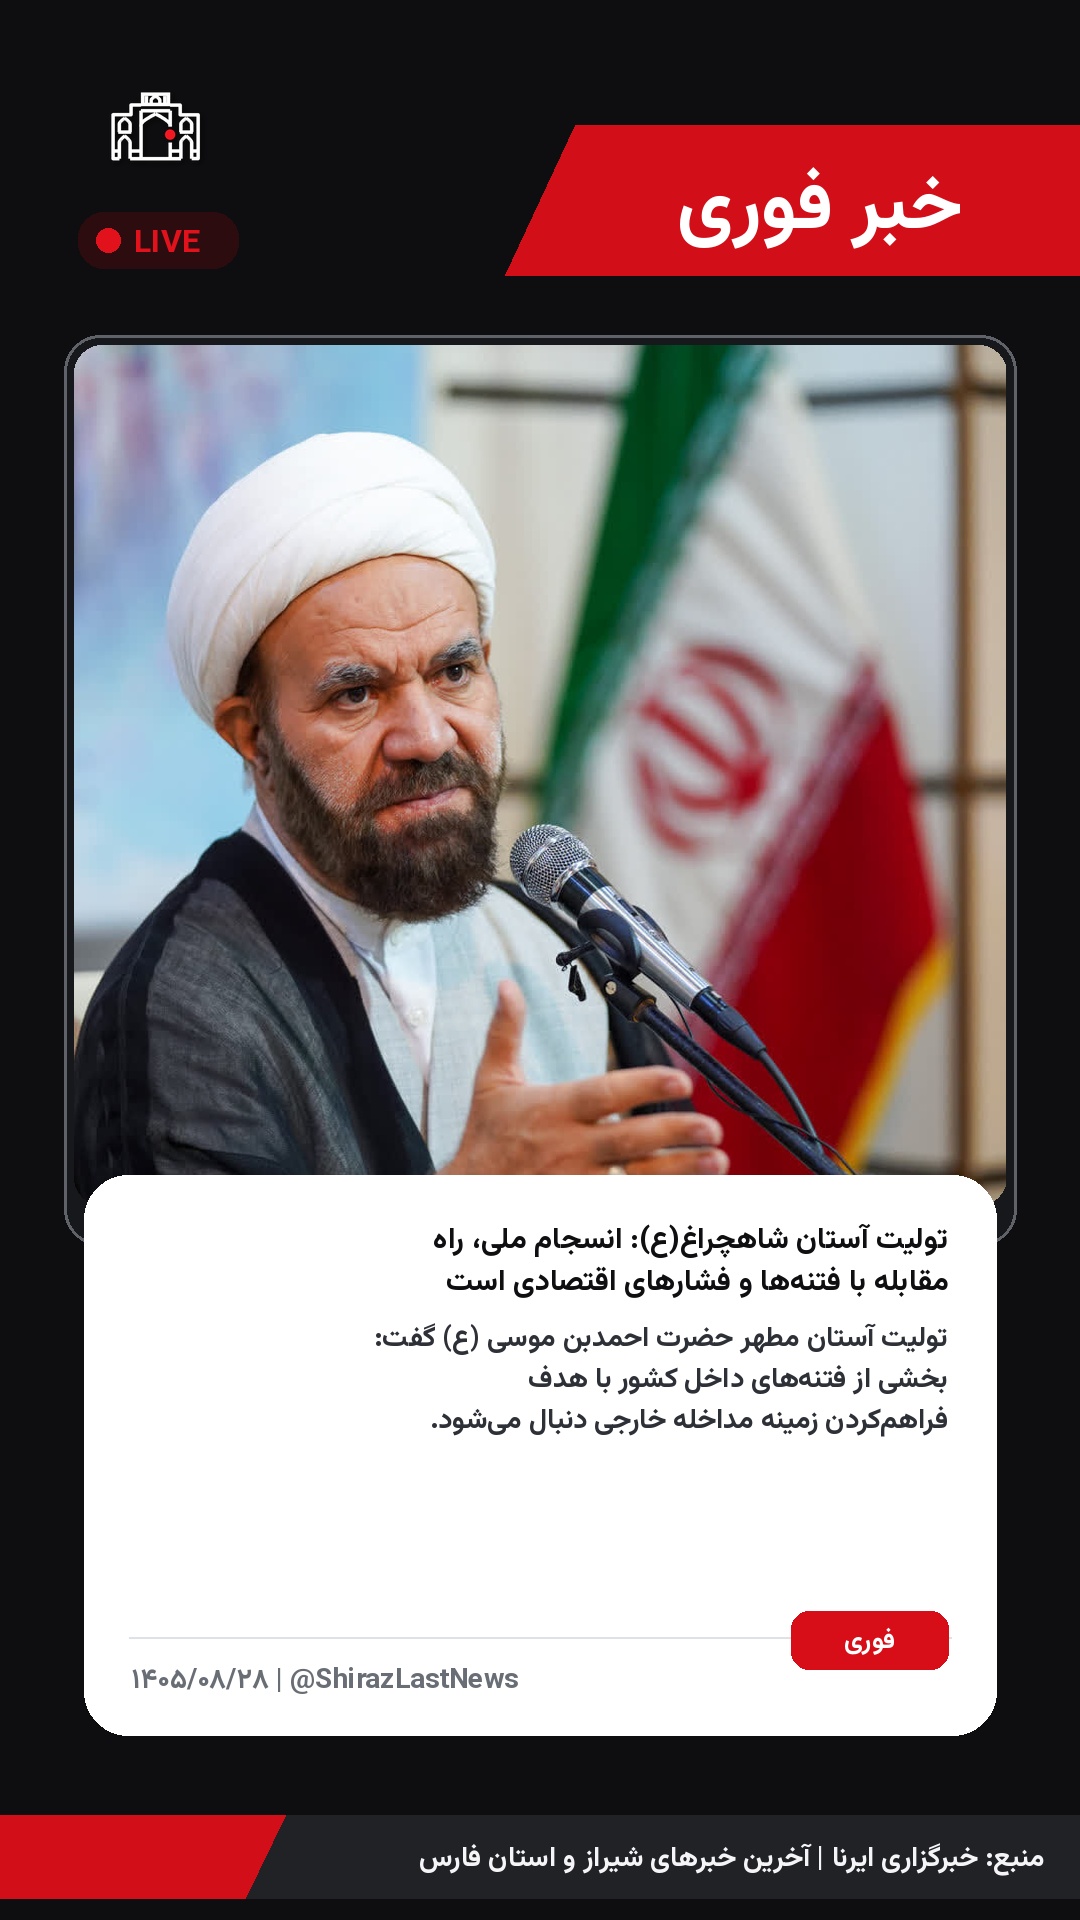 خبر فوری
LIVE
تولیت آستان شاهچراغ(ع): انسجام ملی، راه
مقابله با فتنه‌ها و فشارهای اقتصادی است
تولیت آستان مطهر حضرت احمدبن موسی (ع) گفت:
بخشی از فتنه‌های داخل کشور با هدف
فراهم‌کردن زمینه مداخله خارجی دنبال می‌شود.
فوری
۱۴۰۵/۰۸/۲۸ | @ShirazLastNews
منبع: خبرگزاری ایرنا | آخرین خبرهای شیراز و استان فارس